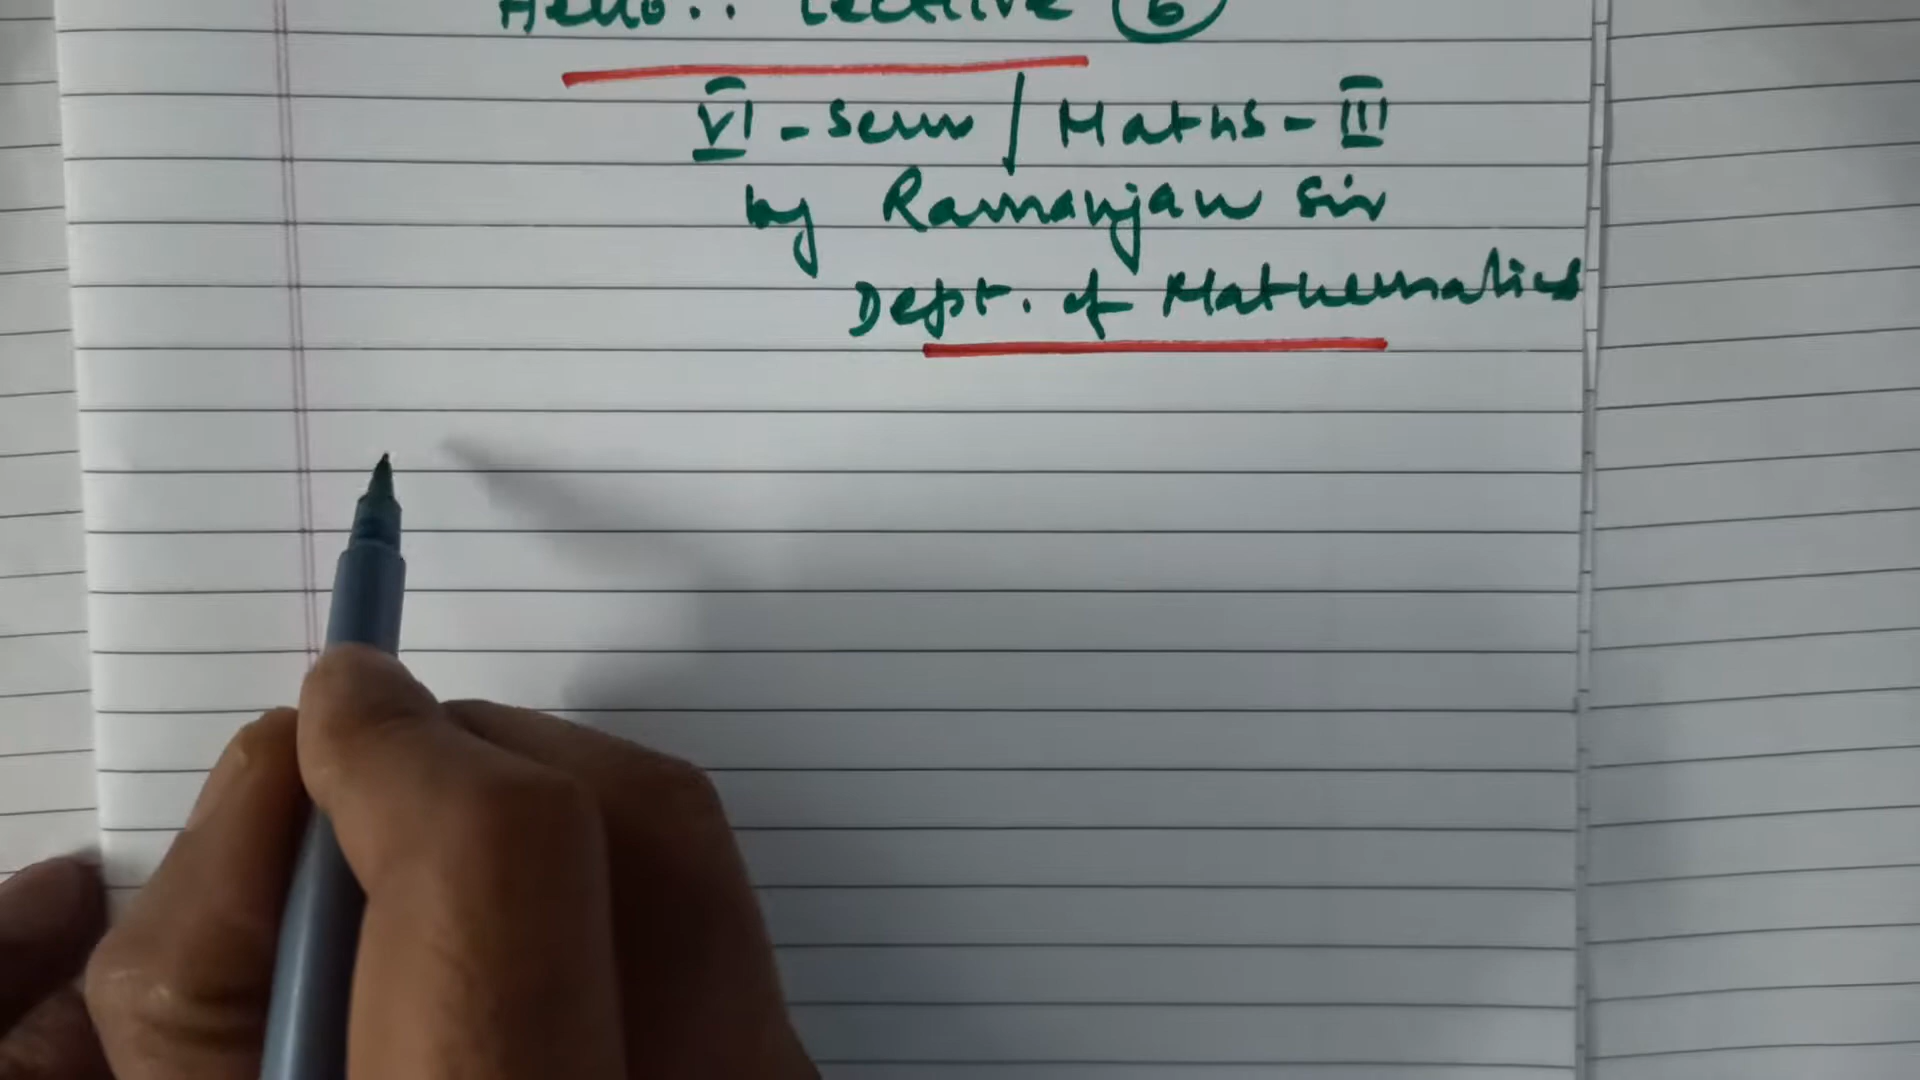 Hello.. Lecture 6
VI - Sem / Maths - III
by Ramanjan Sir
Dept. of Mathematics